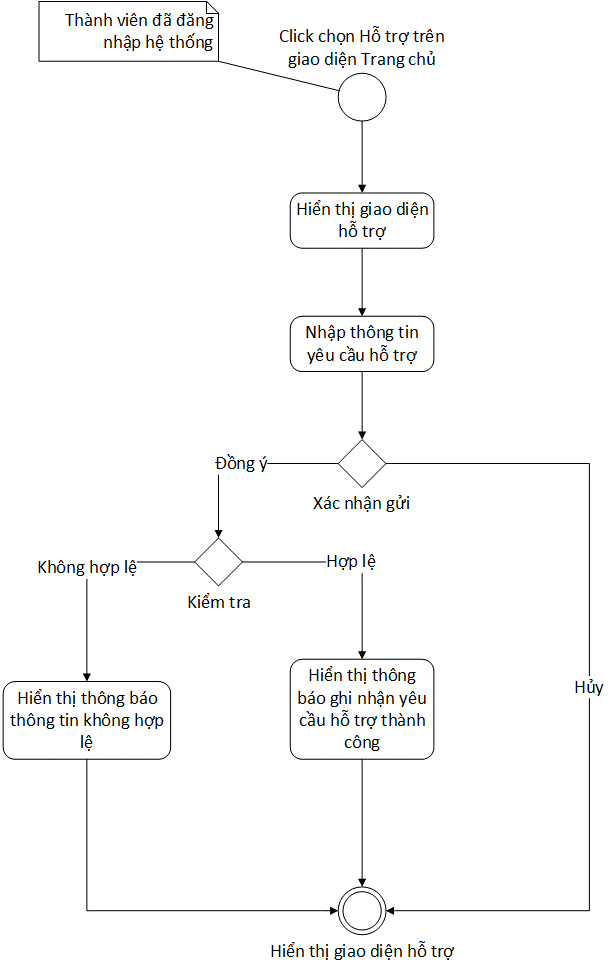 Thành viên đã đăng
nhập hệ thống
Click chọn Hỗ trợ trên
giao diện Trang chủ
Hiển thị giao diện
hỗ trợ
Nhập thông tin
yêu cầu hỗ trợ
Đồng ý
Xác nhận gửi
Không hợp lệ
Hợp lệ
Kiểm tra
Hiển thị thông báo
thông tin không hợp
lệ
Hiển thị thông
báo ghi nhận yêu
cầu hỗ trợ thành
công
Hủy
Hiển thị giao diện hỗ trợ